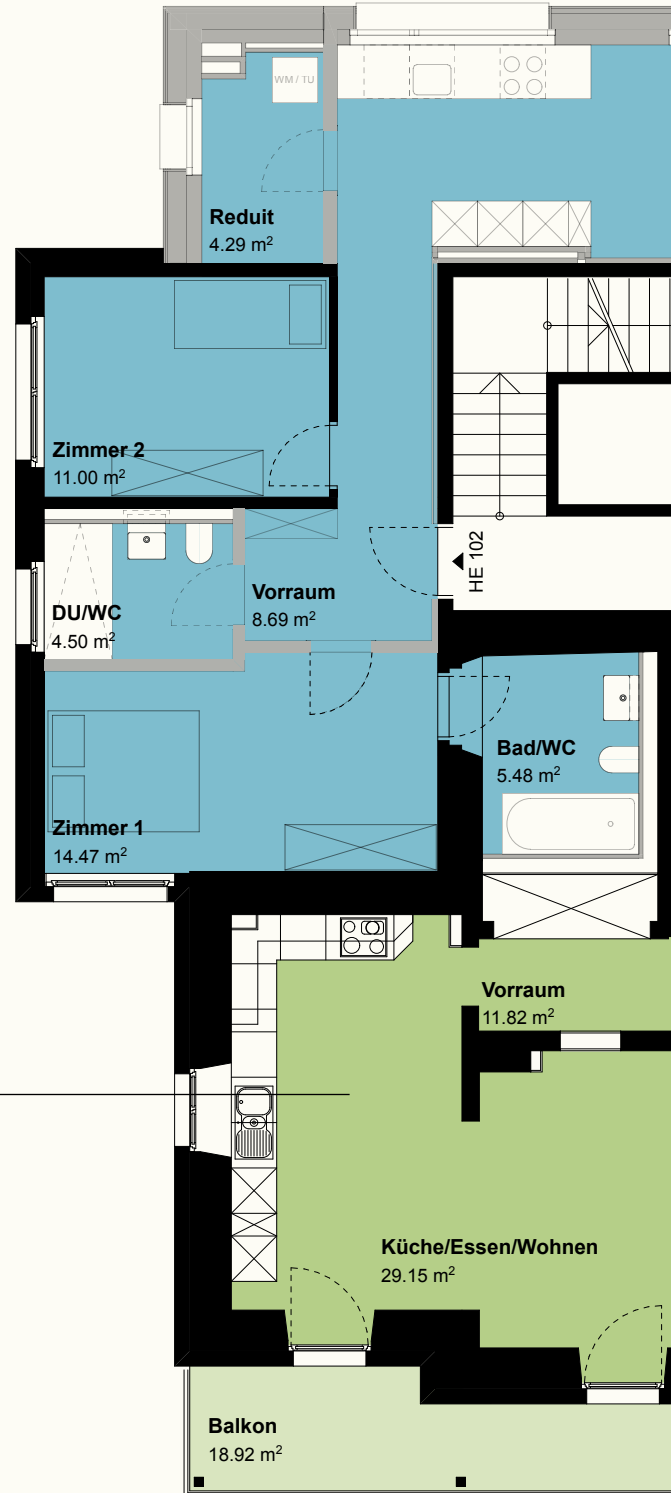 WM / TU
Reduit
4.29 m²
Zimmer 2
11.00 m²
HE 102
Vorraum
8.69 m²
DU/WC
4.50 m²
Bad/WC
5.48 m²
Zimmer 1
14.47 m²
Vorraum
11.82 m²
Küche/Essen/Wohnen
29.15 m²
Balkon
18.92 m²